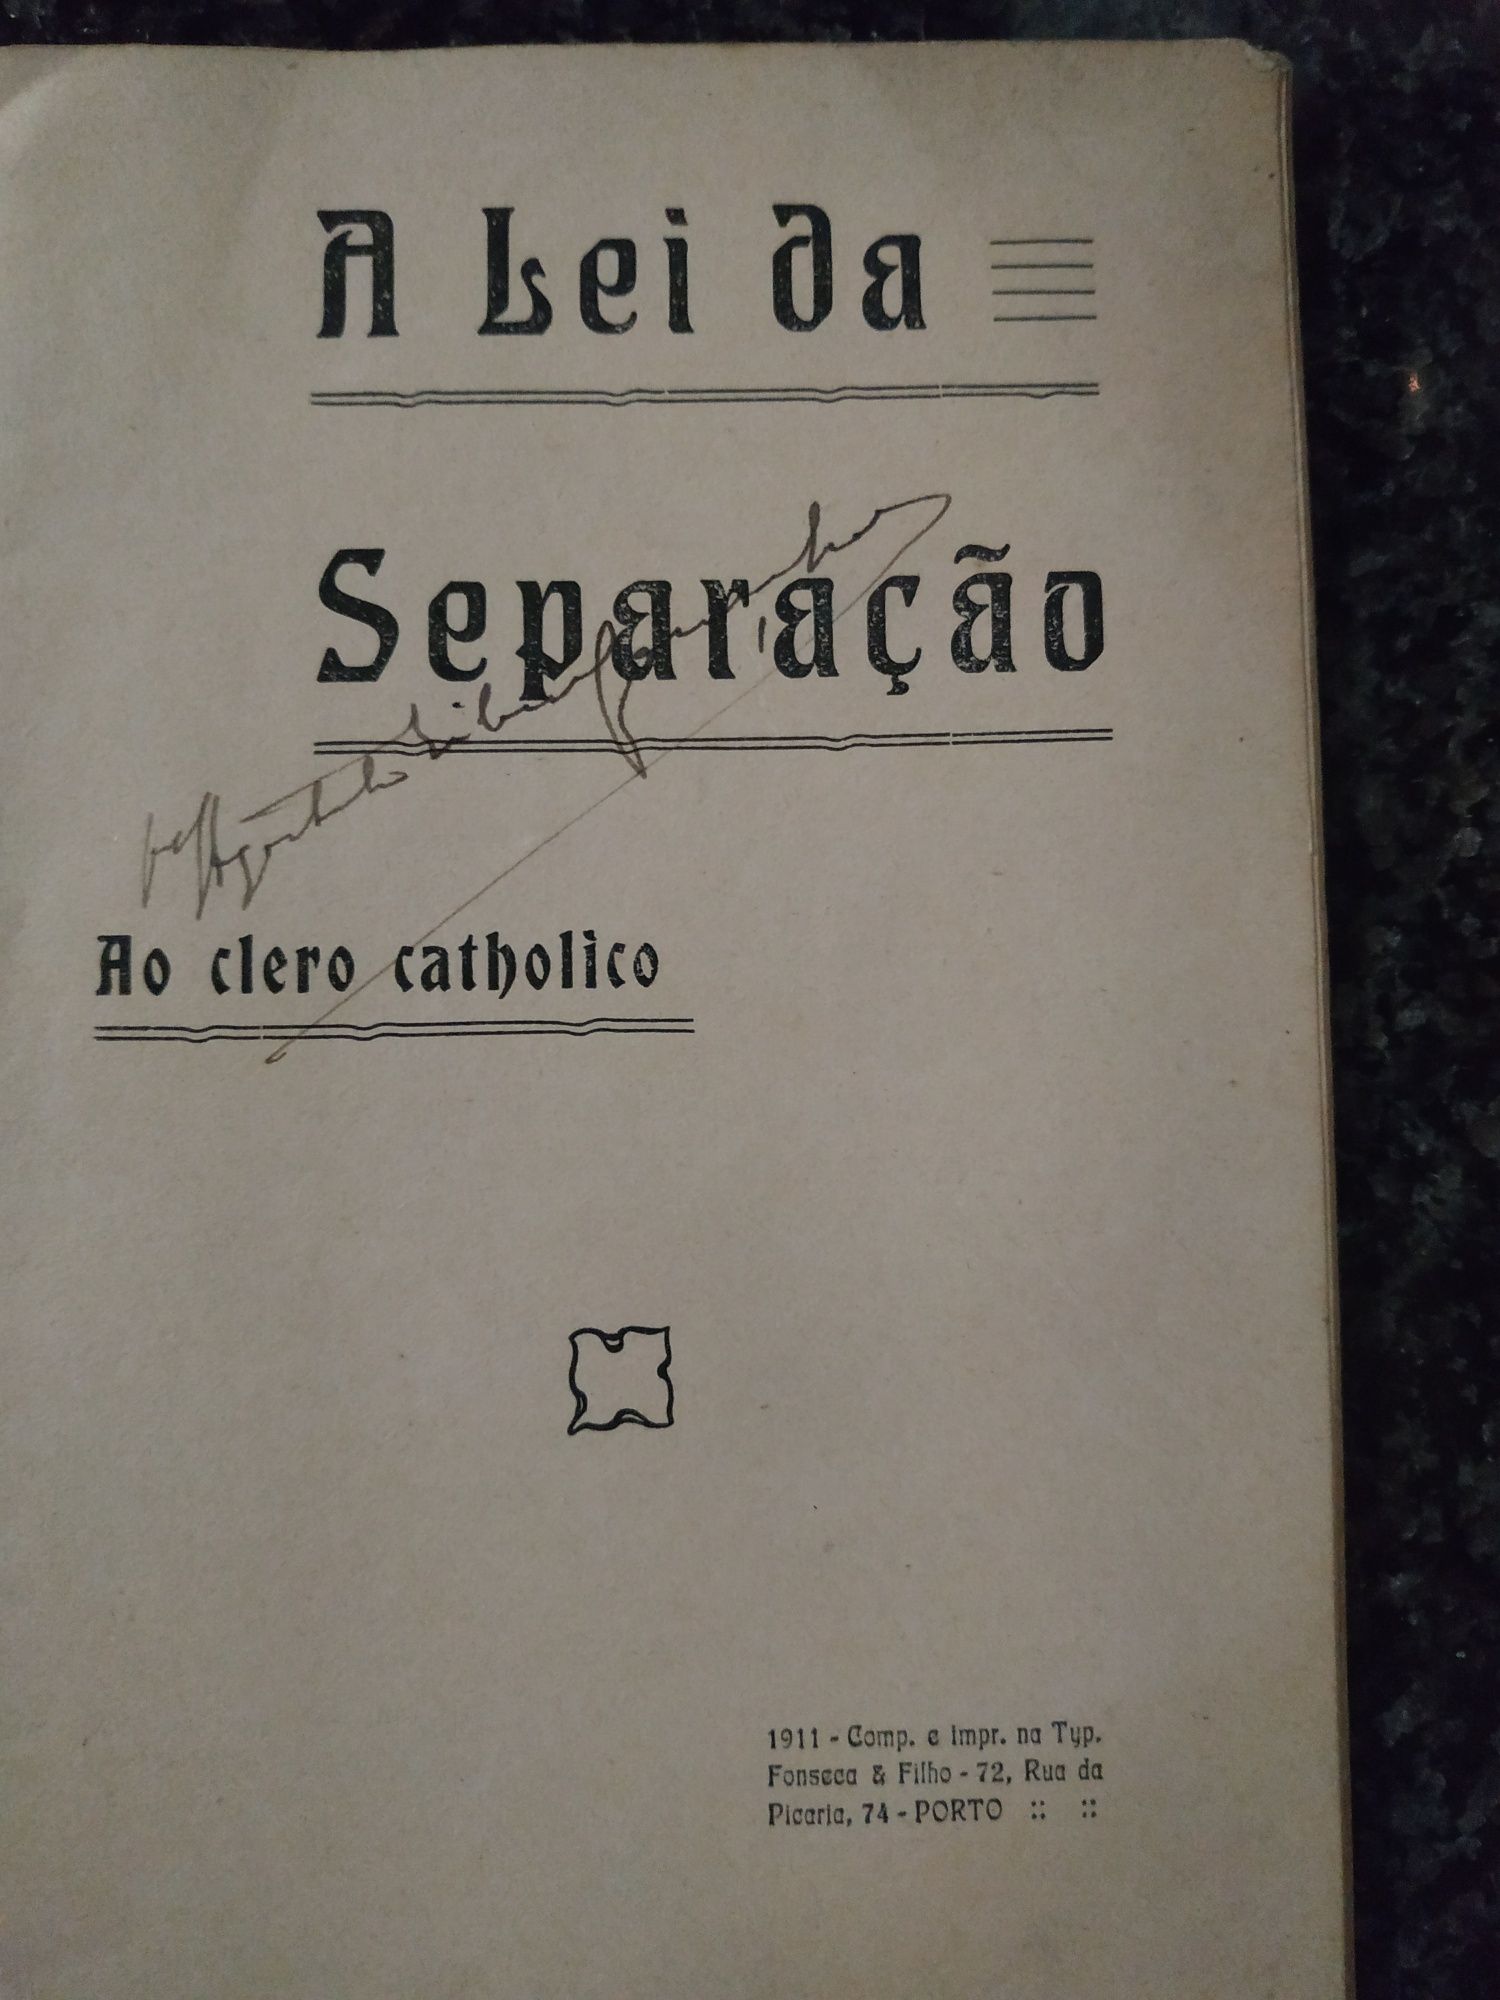 A Lei da
Separação
Ao clero catholico
1911 - Comp. e impr. na Typ.
Fonseca & Filho - 72, Rua da
Picaria, 74 - PORTO :: ::